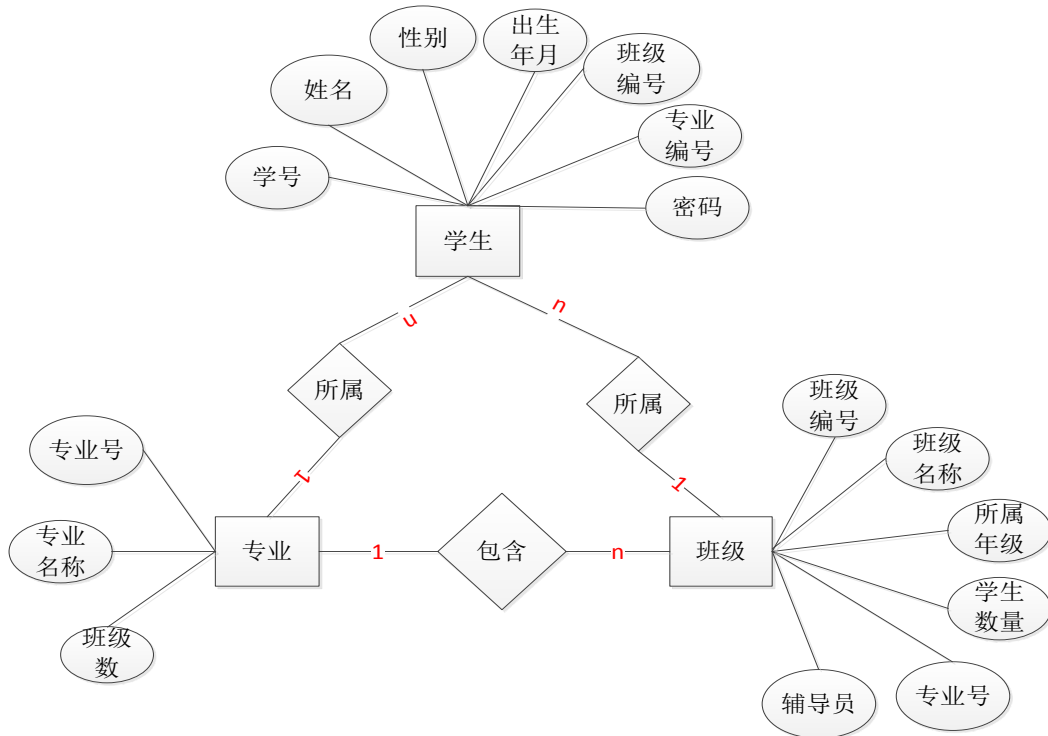 性别
出生
年月
班级
编号
姓名
专业
编号
学号
密码
学生
n
n
所属
所属
班级
编号
专业号
班级
名称
1
1
所属
年级
专业
名称
专业
1
包含
n
班级
学生
数量
班级
数
辅导员
专业号